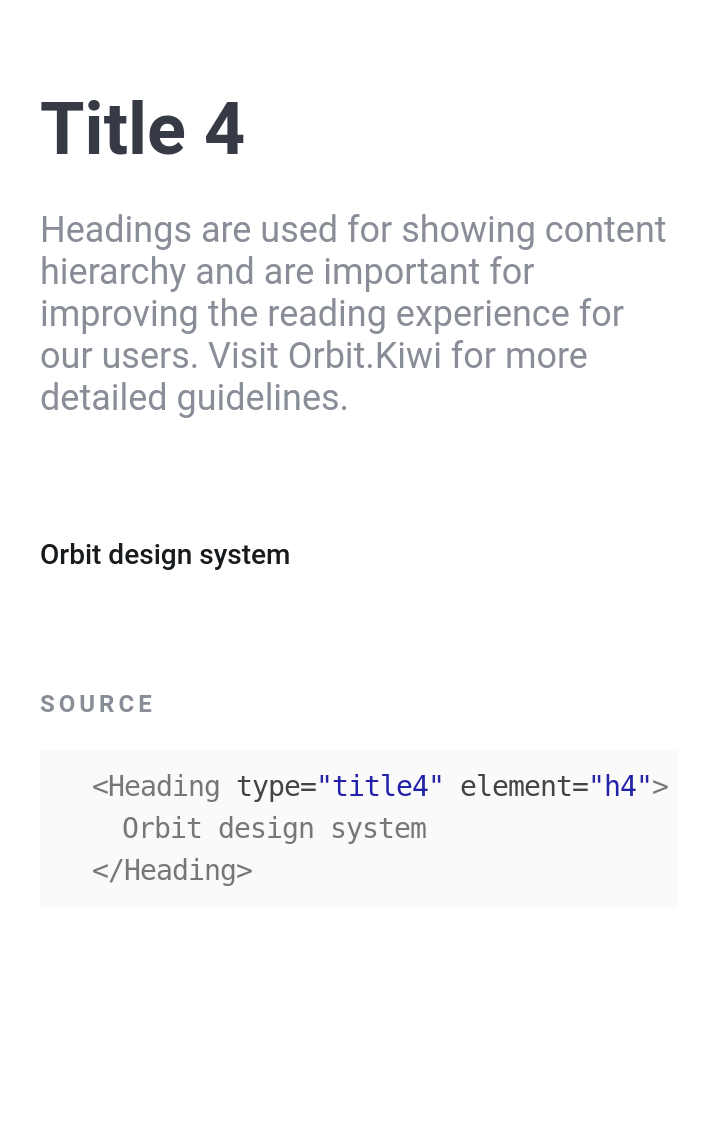 Title 4
Headings are used for showing content
hierarchy and are important for
improving the reading experience for
our users. Visit Orbit.Kiwi for more
detailed guidelines.
Orbit design system
SOURCE
<Heading type="title4" element="h4">
  Orbit design system
</Heading>